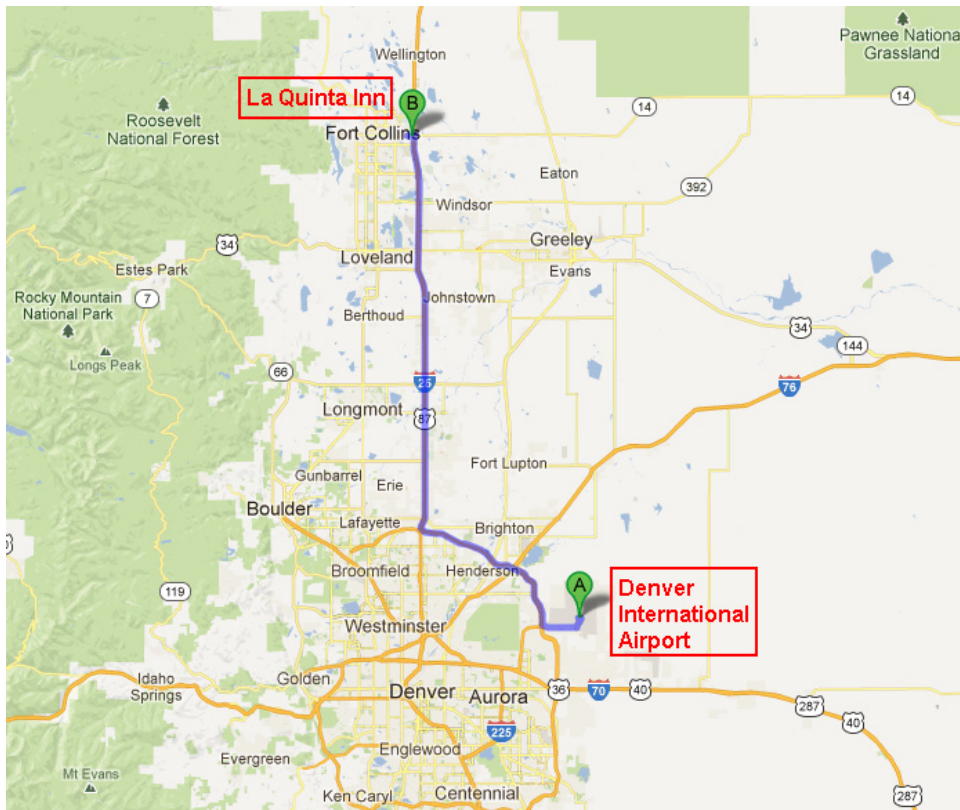 Wellington
Pawnee National
Grassland
La Quinta Inn
B
14
14
Roosevelt
National Forest
Fort Collins
Eaton
392
Windsor
34
Greeley
Loveland
Evans
Estes Park
7
Rocky Mountain
National Park
Johnstown
Berthoud
34
144
Longs Peak
66
25
76
Longmont
87
Fort Lupton
Gunbarrel
Erie
Boulder
Lafayette
Brighton
Broomfield
Henderson
A
Denver
International
Airport
119
Westminster
Idaho
Springs
Golden
Denver
Aurora
36
70
40
287
40
225
Englewood
Evergreen
Mt Evans
Ken Caryl
Centennial
287